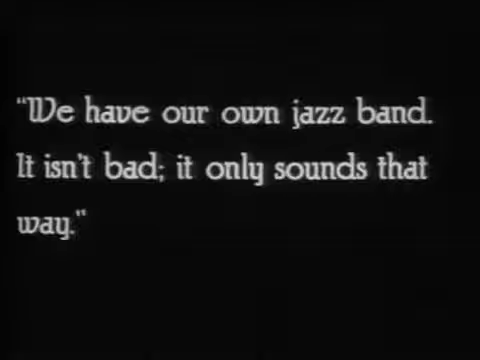 "We have our own jazz band.
It isn't bad; it only sounds that
way."